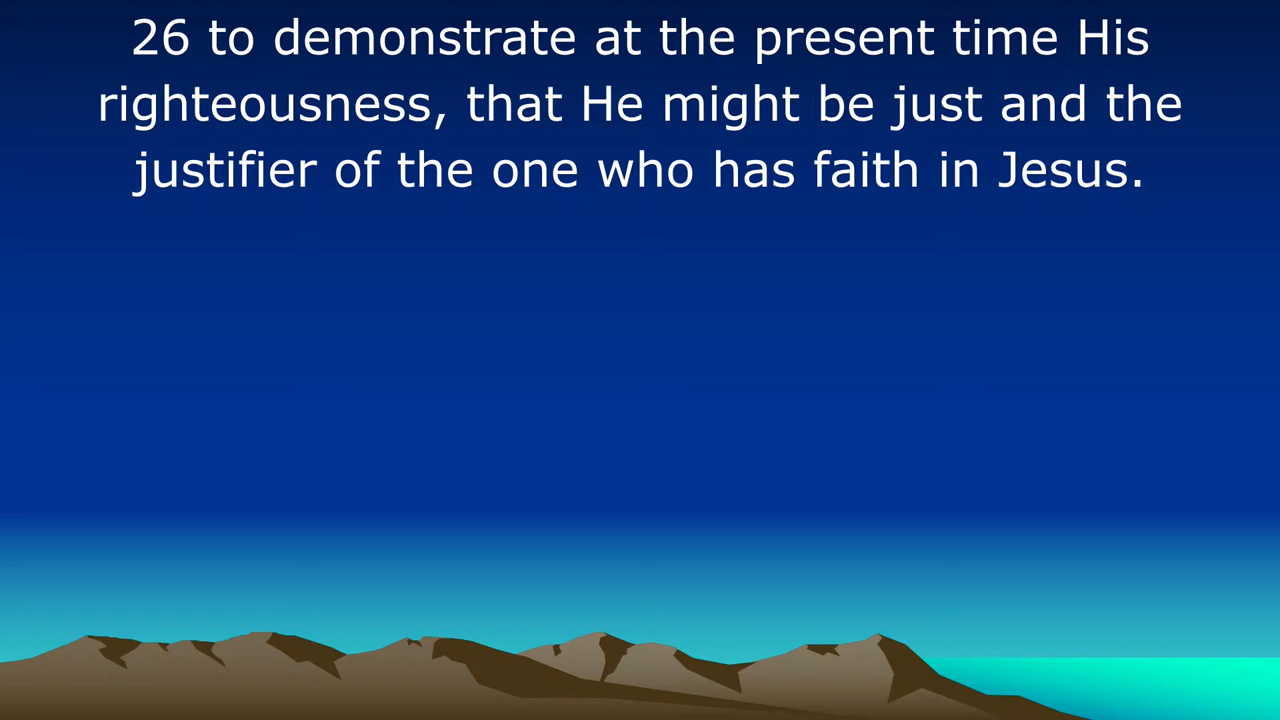 26 to demonstrate at the present time His
righteousness, that He might be just and the
justifier of the one who has faith in Jesus.